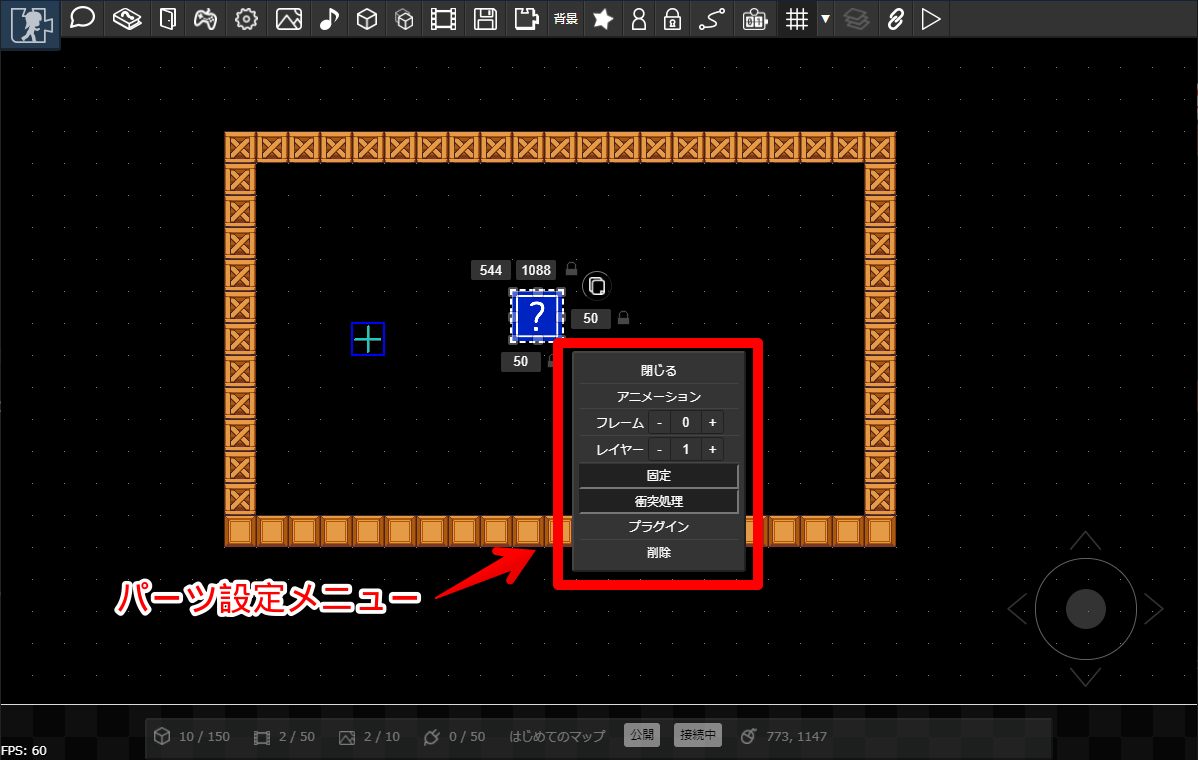 背景
01
544 1088
?
50
50
閉じる
アニメーション
フレーム - 0 +
レイヤー - 1 +
固定
衝突処理
プラグイン
削除
パーツ設定メニュー
10 / 150 2 / 50 2 / 10 0 / 50 はじめてのマップ 公開 接続中 773, 1147
FPS: 60